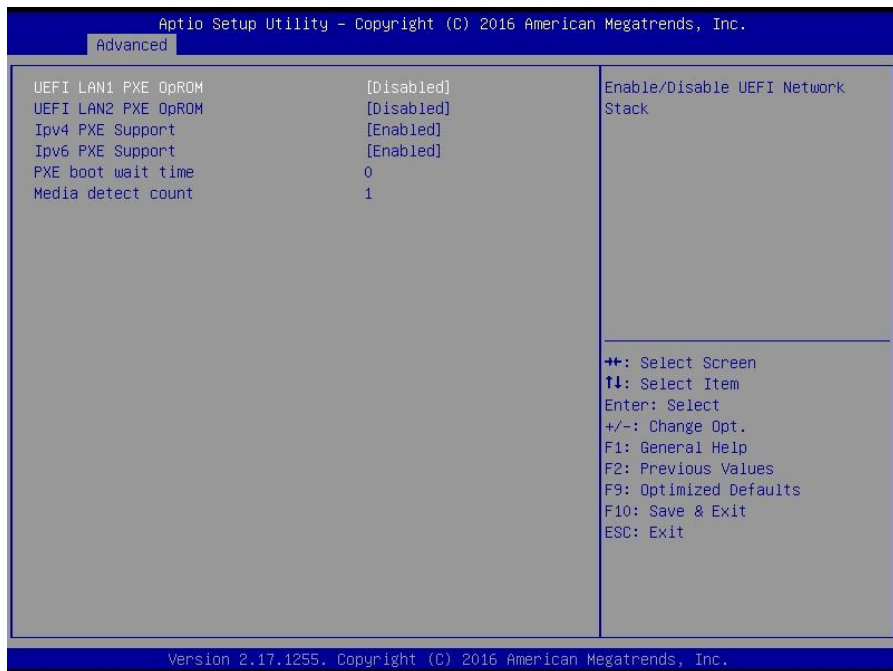 Aptio Setup Utility – Copyright (C) 2016 American Megatrends, Inc.
Advanced
UEFI LAN1 PXE OpROM [Disabled]
UEFI LAN2 PXE OpROM [Disabled]
Ipv4 PXE Support [Enabled]
Ipv6 PXE Support [Enabled]
PXE boot wait time 0
Media detect count 1
Enable/Disable UEFI Network
Stack
→←: Select Screen
↑↓: Select Item
Enter: Select
+/-: Change Opt.
F1: General Help
F2: Previous Values
F9: Optimized Defaults
F10: Save & Exit
ESC: Exit
Version 2.17.1255. Copyright (C) 2016 American Megatrends, Inc.